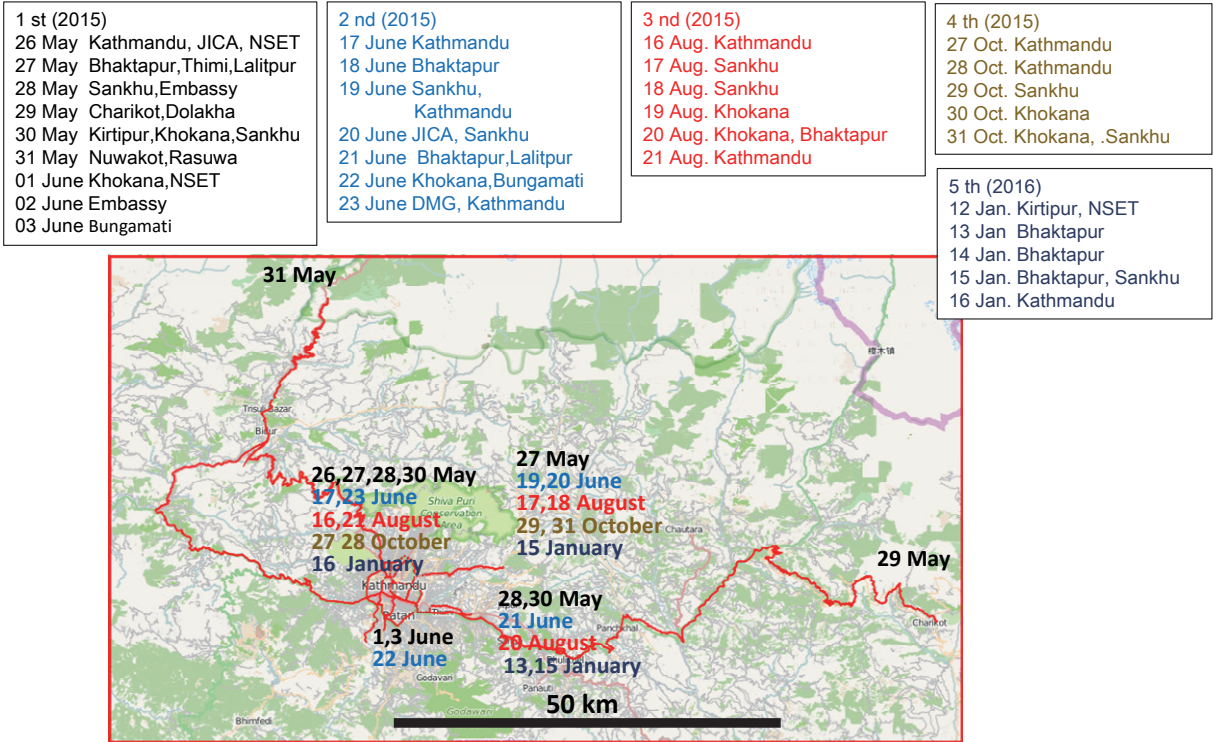 1 st (2015)
26 May Kathmandu, JICA, NSET
27 May Bhaktapur,Thimi,Lalitpur
28 May Sankhu,Embassy
29 May Charikot,Dolakha
30 May Kirtipur,Khokana,Sankhu
31 May Nuwakot,Rasuwa
01 June Khokana,NSET
02 June Embassy
03 June Bungamati
2 nd (2015)
17 June Kathmandu
18 June Bhaktapur
19 June Sankhu,
Kathmandu
20 June JICA, Sankhu
21 June Bhaktapur,Lalitpur
22 June Khokana,Bungamati
23 June DMG, Kathmandu
3 nd (2015)
16 Aug. Kathmandu
17 Aug. Sankhu
18 Aug. Sankhu
19 Aug. Khokana
20 Aug. Khokana, Bhaktapur
21 Aug. Kathmandu
4 th (2015)
27 Oct. Kathmandu
28 Oct. Kathmandu
29 Oct. Sankhu
30 Oct. Khokana
31 Oct. Khokana, .Sankhu
5 th (2016)
12 Jan. Kirtipur, NSET
13 Jan Bhaktapur
14 Jan. Bhaktapur
15 Jan. Bhaktapur, Sankhu
16 Jan. Kathmandu
31 May
樟木镇
Trisuli Bazar
Bidur
26,27,28,30 May
17,23 June
16,21 August
27 28 October
16 January
Shiva Puri
Conservation
Area
27 May
19,20 June
17,18 August
29, 31 October
15 January
Chautara
29 May
Kathmandu
Patan
28,30 May
21 June
20 August
13,15 January
Panchkhal
Charikot
1,3 June
22 June
Godavari
Panauti
Godawari
Bhimfedi
50 km